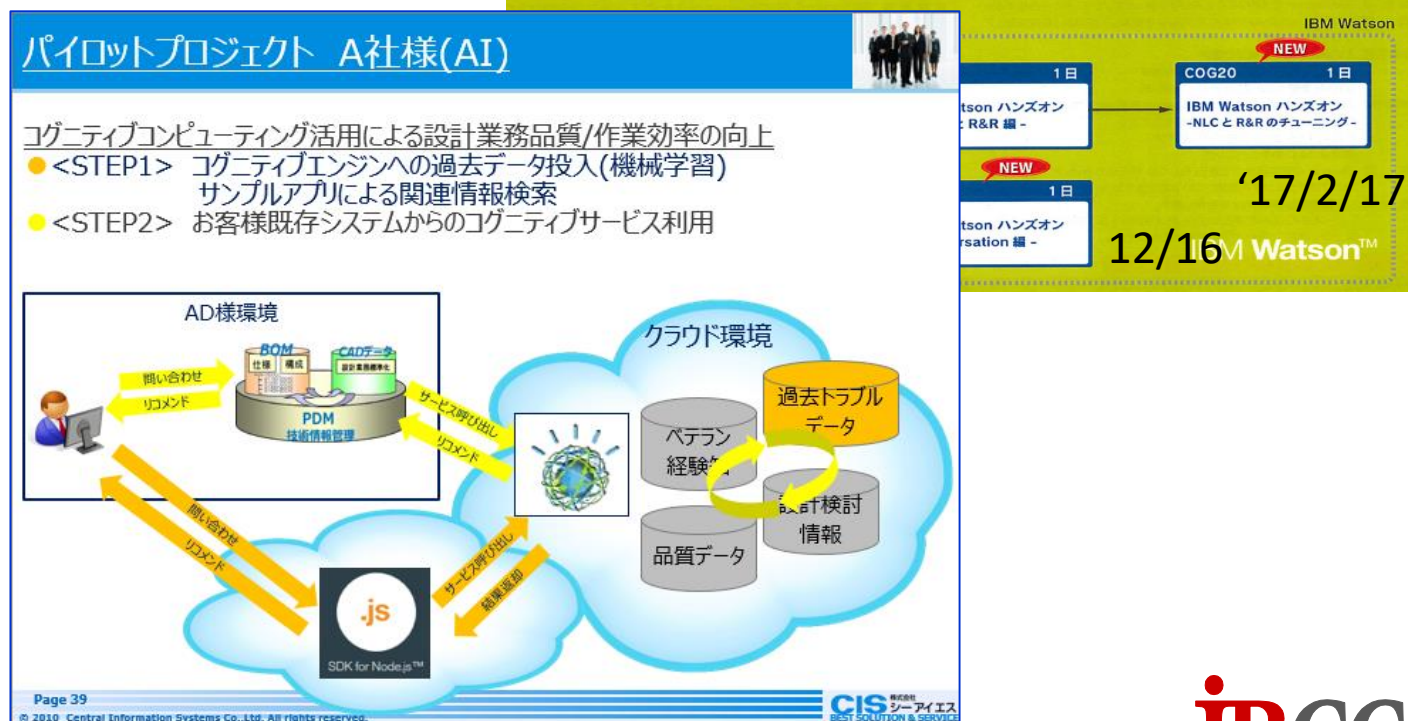 パイロットプロジェクト A社様(AI)
コグニティブコンピューティング活用による設計業務品質/作業効率の向上
<STEP1> コグニティブエンジンへの過去データ投入(機械学習)
サンプルアプリによる関連情報検索
<STEP2> お客様既存システムからのコグニティブサービス利用
AD様環境
BOM
仕様 構成
CADデータ
設計業務標準化
PDM
技術情報管理
問い合わせ
リコメンド
サービス呼び出し
リコメンド
問い合わせ
リコメンド
サービス呼び出し
結果返却
.js
SDK for Node.js™
クラウド環境
過去トラブル
データ
ベテラン
設計検討
情報
品質データ
Page 39
© 2010 Central Information Systems Co.,Ltd. All rights reserved.
CIS 株式会社
シーアイエス
BEST SOLUTION & SERVICE
IBM Watson
NEW
1日
tson ハンズオン
R&R 編 -
COG20 1日
IBM Watson ハンズオン
-NLC と R&R のチューニング-
NEW
1日
tson ハンズオン
rsation 編 -
'17/2/17
12/16
Watson™